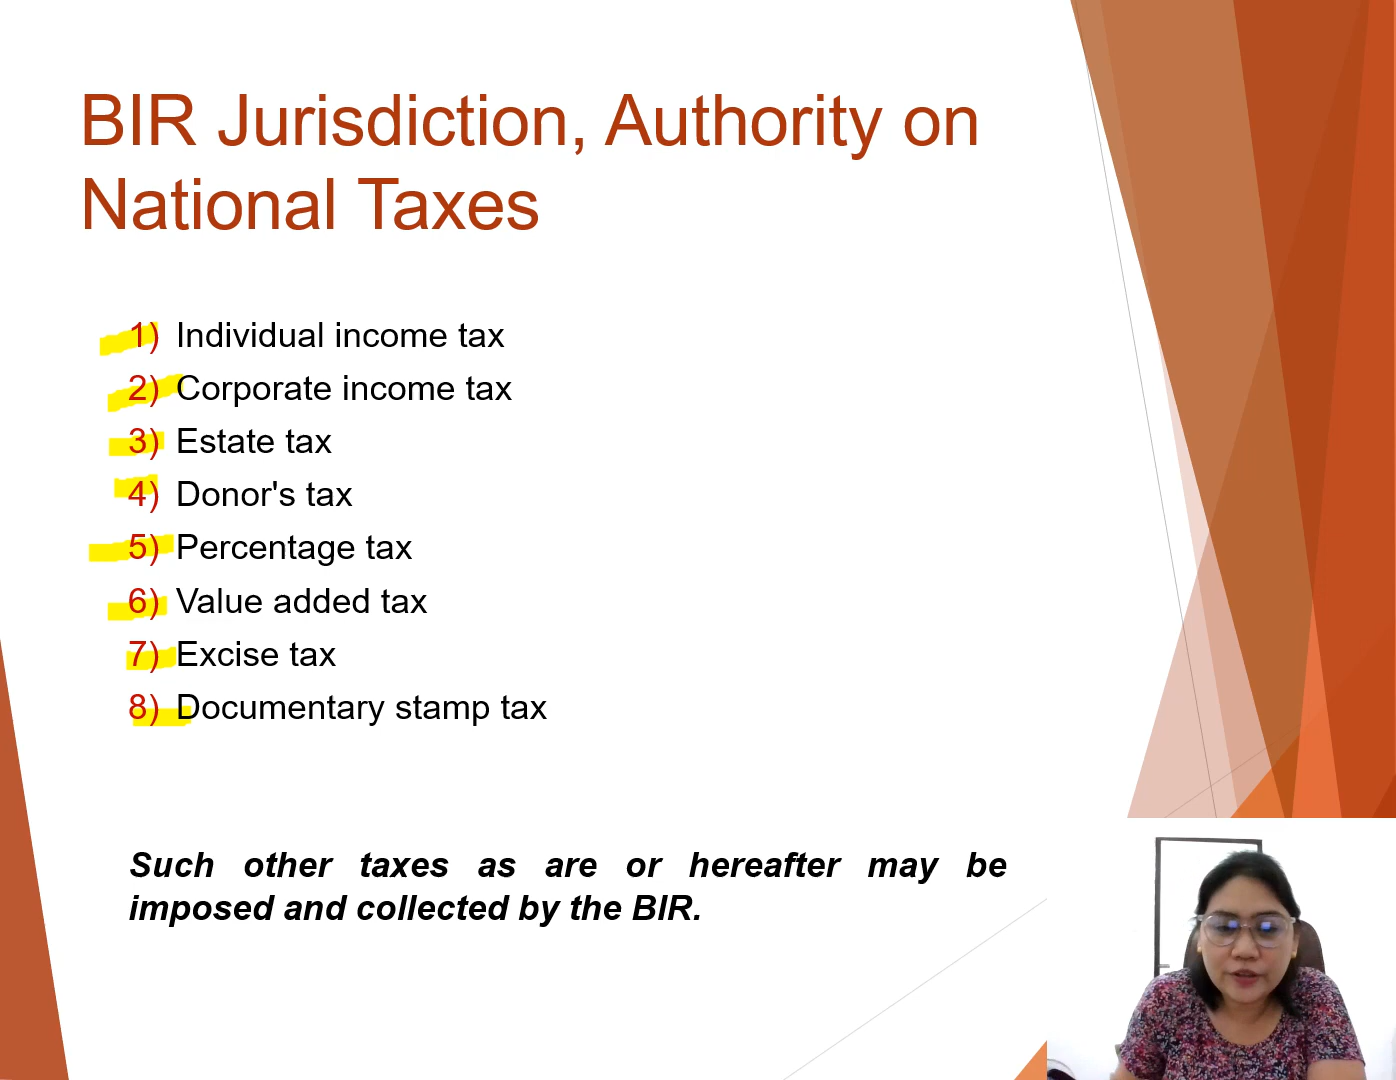 BIR Jurisdiction, Authority on
National Taxes
1) Individual income tax
2) Corporate income tax
3) Estate tax
4) Donor's tax
5) Percentage tax
6) Value added tax
7) Excise tax
8) Documentary stamp tax
Such other taxes as are or hereafter may be
imposed and collected by the BIR.